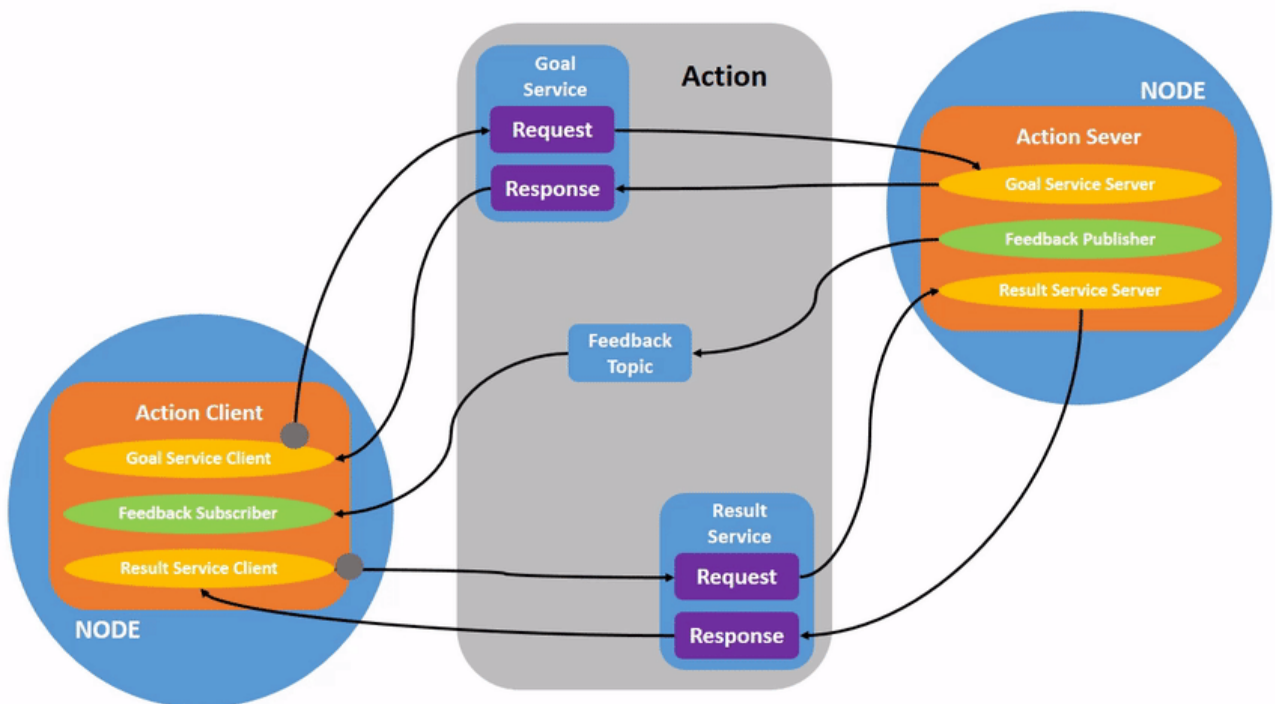 Goal
Service
Request
Response
Action
NODE
Action Sever
Goal Service Server
Feedback Publisher
Result Service Server
Feedback
Topic
Action Client
Goal Service Client
Feedback Subscriber
Result Service Client
NODE
Result
Service
Request
Response